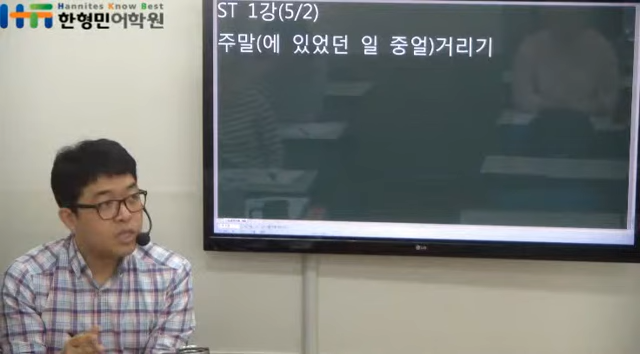 Hannites Know Best
한형민어학원
ST 1강(5/2)
주말(에 있었던 일 중얼)거리기
LG